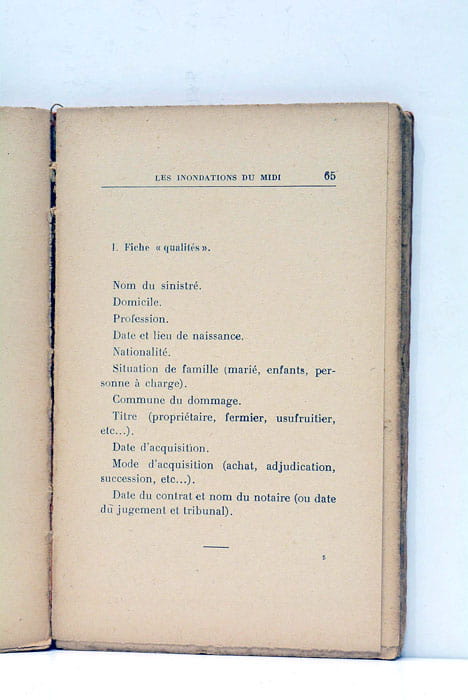 LES INONDATIONS DU MIDI 65
I. Fiche « qualités ».
Nom du sinistré.
Domicile.
Profession.
Date et lieu de naissance.
Nationalité.
Situation de famille (marié, enfants, per-
sonne à charge).
Commune du dommage.
Titre (propriétaire, fermier, usufruitier,
etc...).
Date d'acquisition.
Mode d'acquisition (achat, adjudication,
succession, etc...).
Date du contrat et nom du notaire (ou date
du jugement et tribunal).
5